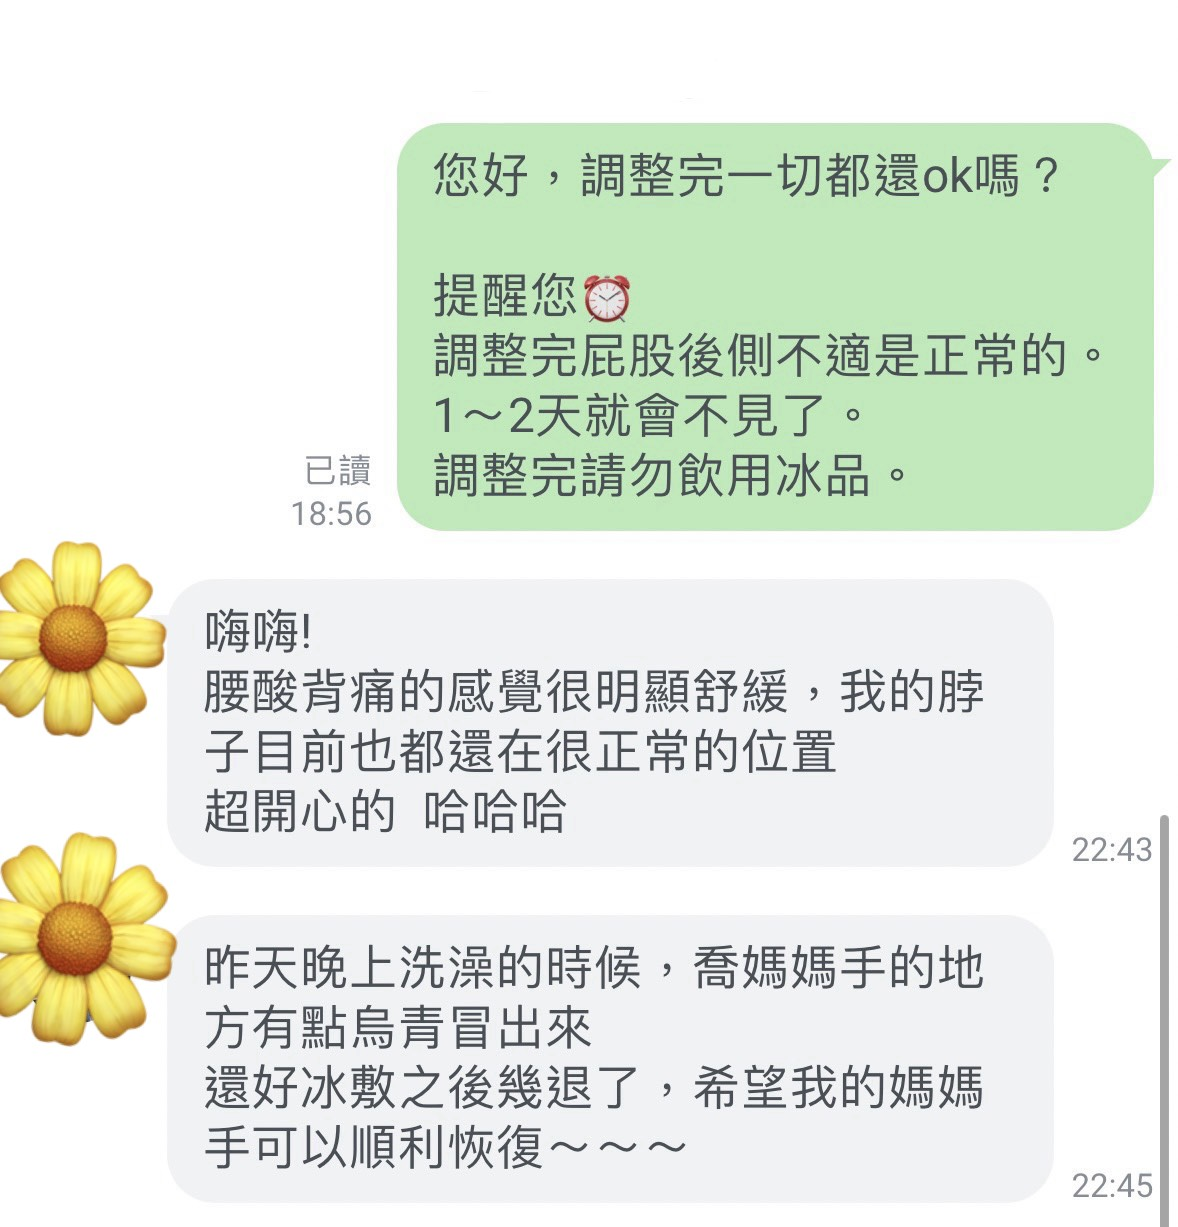 您好，調整完一切都還ok嗎？
提醒您⏰
調整完屁股後側不適是正常的。
1～2天就會不見了。
調整完請勿飲用冰品。
已讀
18:56
嗨嗨!
腰酸背痛的感覺很明顯舒緩，我的脖
子目前也都還在很正常的位置
超開心的 哈哈哈
22:43
昨天晚上洗澡的時候，喬媽媽手的地
方有點烏青冒出來
還好冰敷之後幾退了，希望我的媽媽
手可以順利恢復～～～
22:45